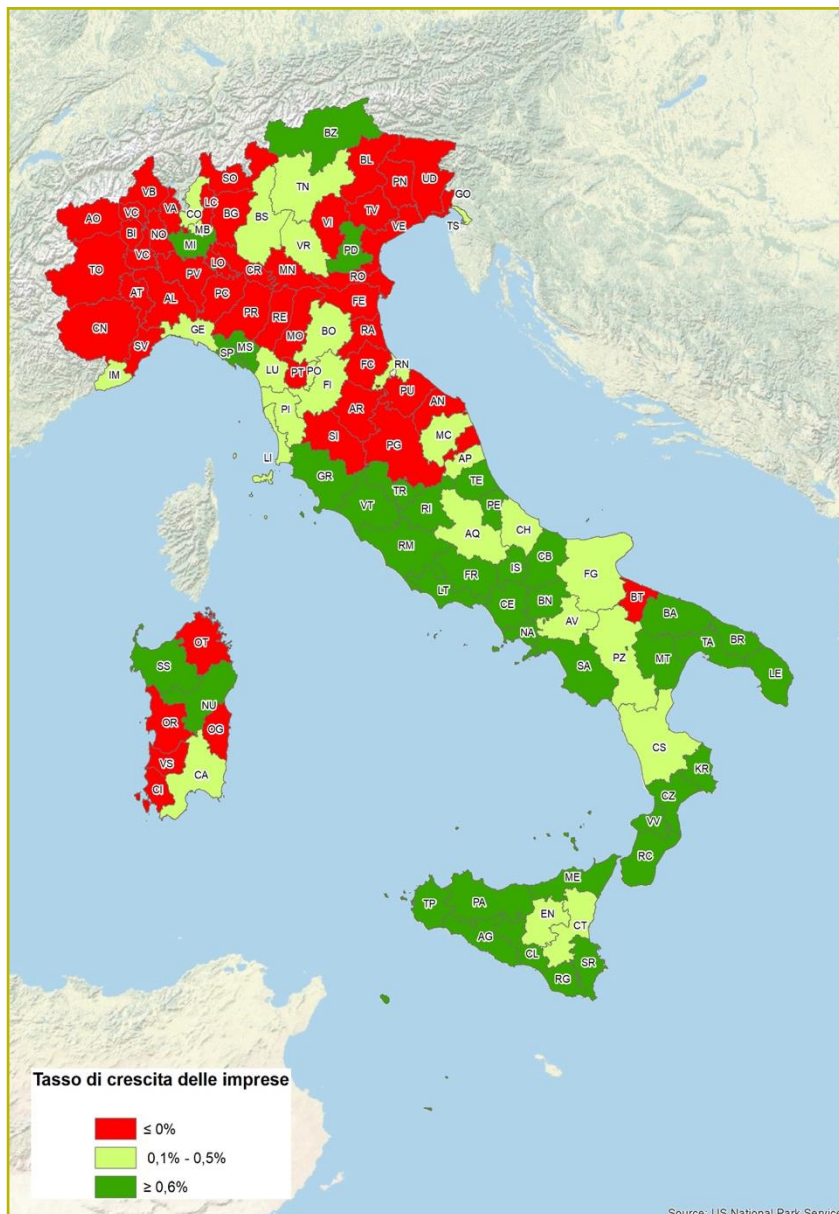 BZ
BL
SO
TN
PN
UD
VB
GO
AO
VC
VA
CO
LC
BG
TV
BS
VI
MB
BI
NO
VE
TS
MI
VR
PD
VC
TO
LO
PV
CR
MN
RO
AT
AL
PC
FE
PR
RE
CN
MO
BO
RA
GE
SV
SP
MS
FC
RN
IM
LU
PT
PO
FI
PU
AN
PI
AR
MC
SI
PG
LI
AP
GR
TE
TR
VT
RI
PE
AQ
CH
RM
CB
IS
FG
FR
BT
LT
CE
BN
BA
AV
NA
TA
BR
OT
SS
PZ
MT
SA
LE
NU
OR
OG
CS
VS
CA
KR
CI
CZ
VV
RC
ME
TP
PA
EN
CT
AG
CL
SR
RG
Tasso di crescita delle imprese
≤ 0%
0,1% - 0,5%
≥ 0,6%
Source: US National Park Service